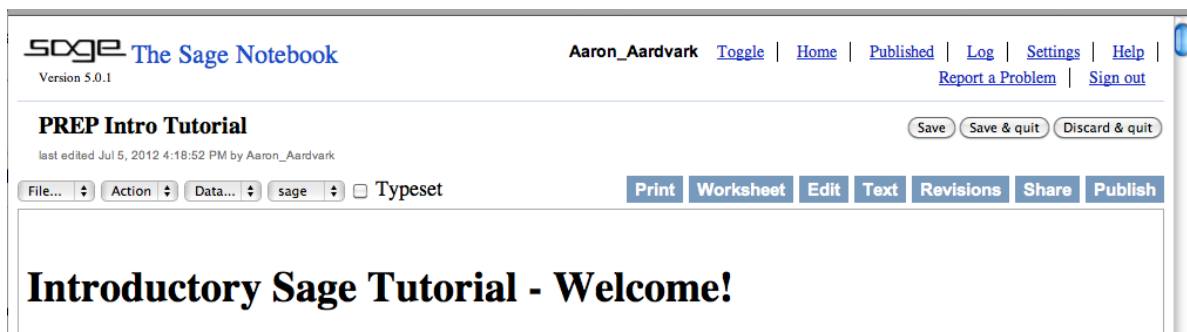 sage The Sage Notebook
Version 5.0.1
Aaron_Aardvark Toggle | Home | Published | Log | Settings | Help |
Report a Problem | Sign out
PREP Intro Tutorial
Save Save & quit Discard & quit
last edited Jul 5, 2012 4:18:52 PM by Aaron_Aardvark
File... Action Data... sage Typeset
Print Worksheet Edit Text Revisions Share Publish
Introductory Sage Tutorial - Welcome!